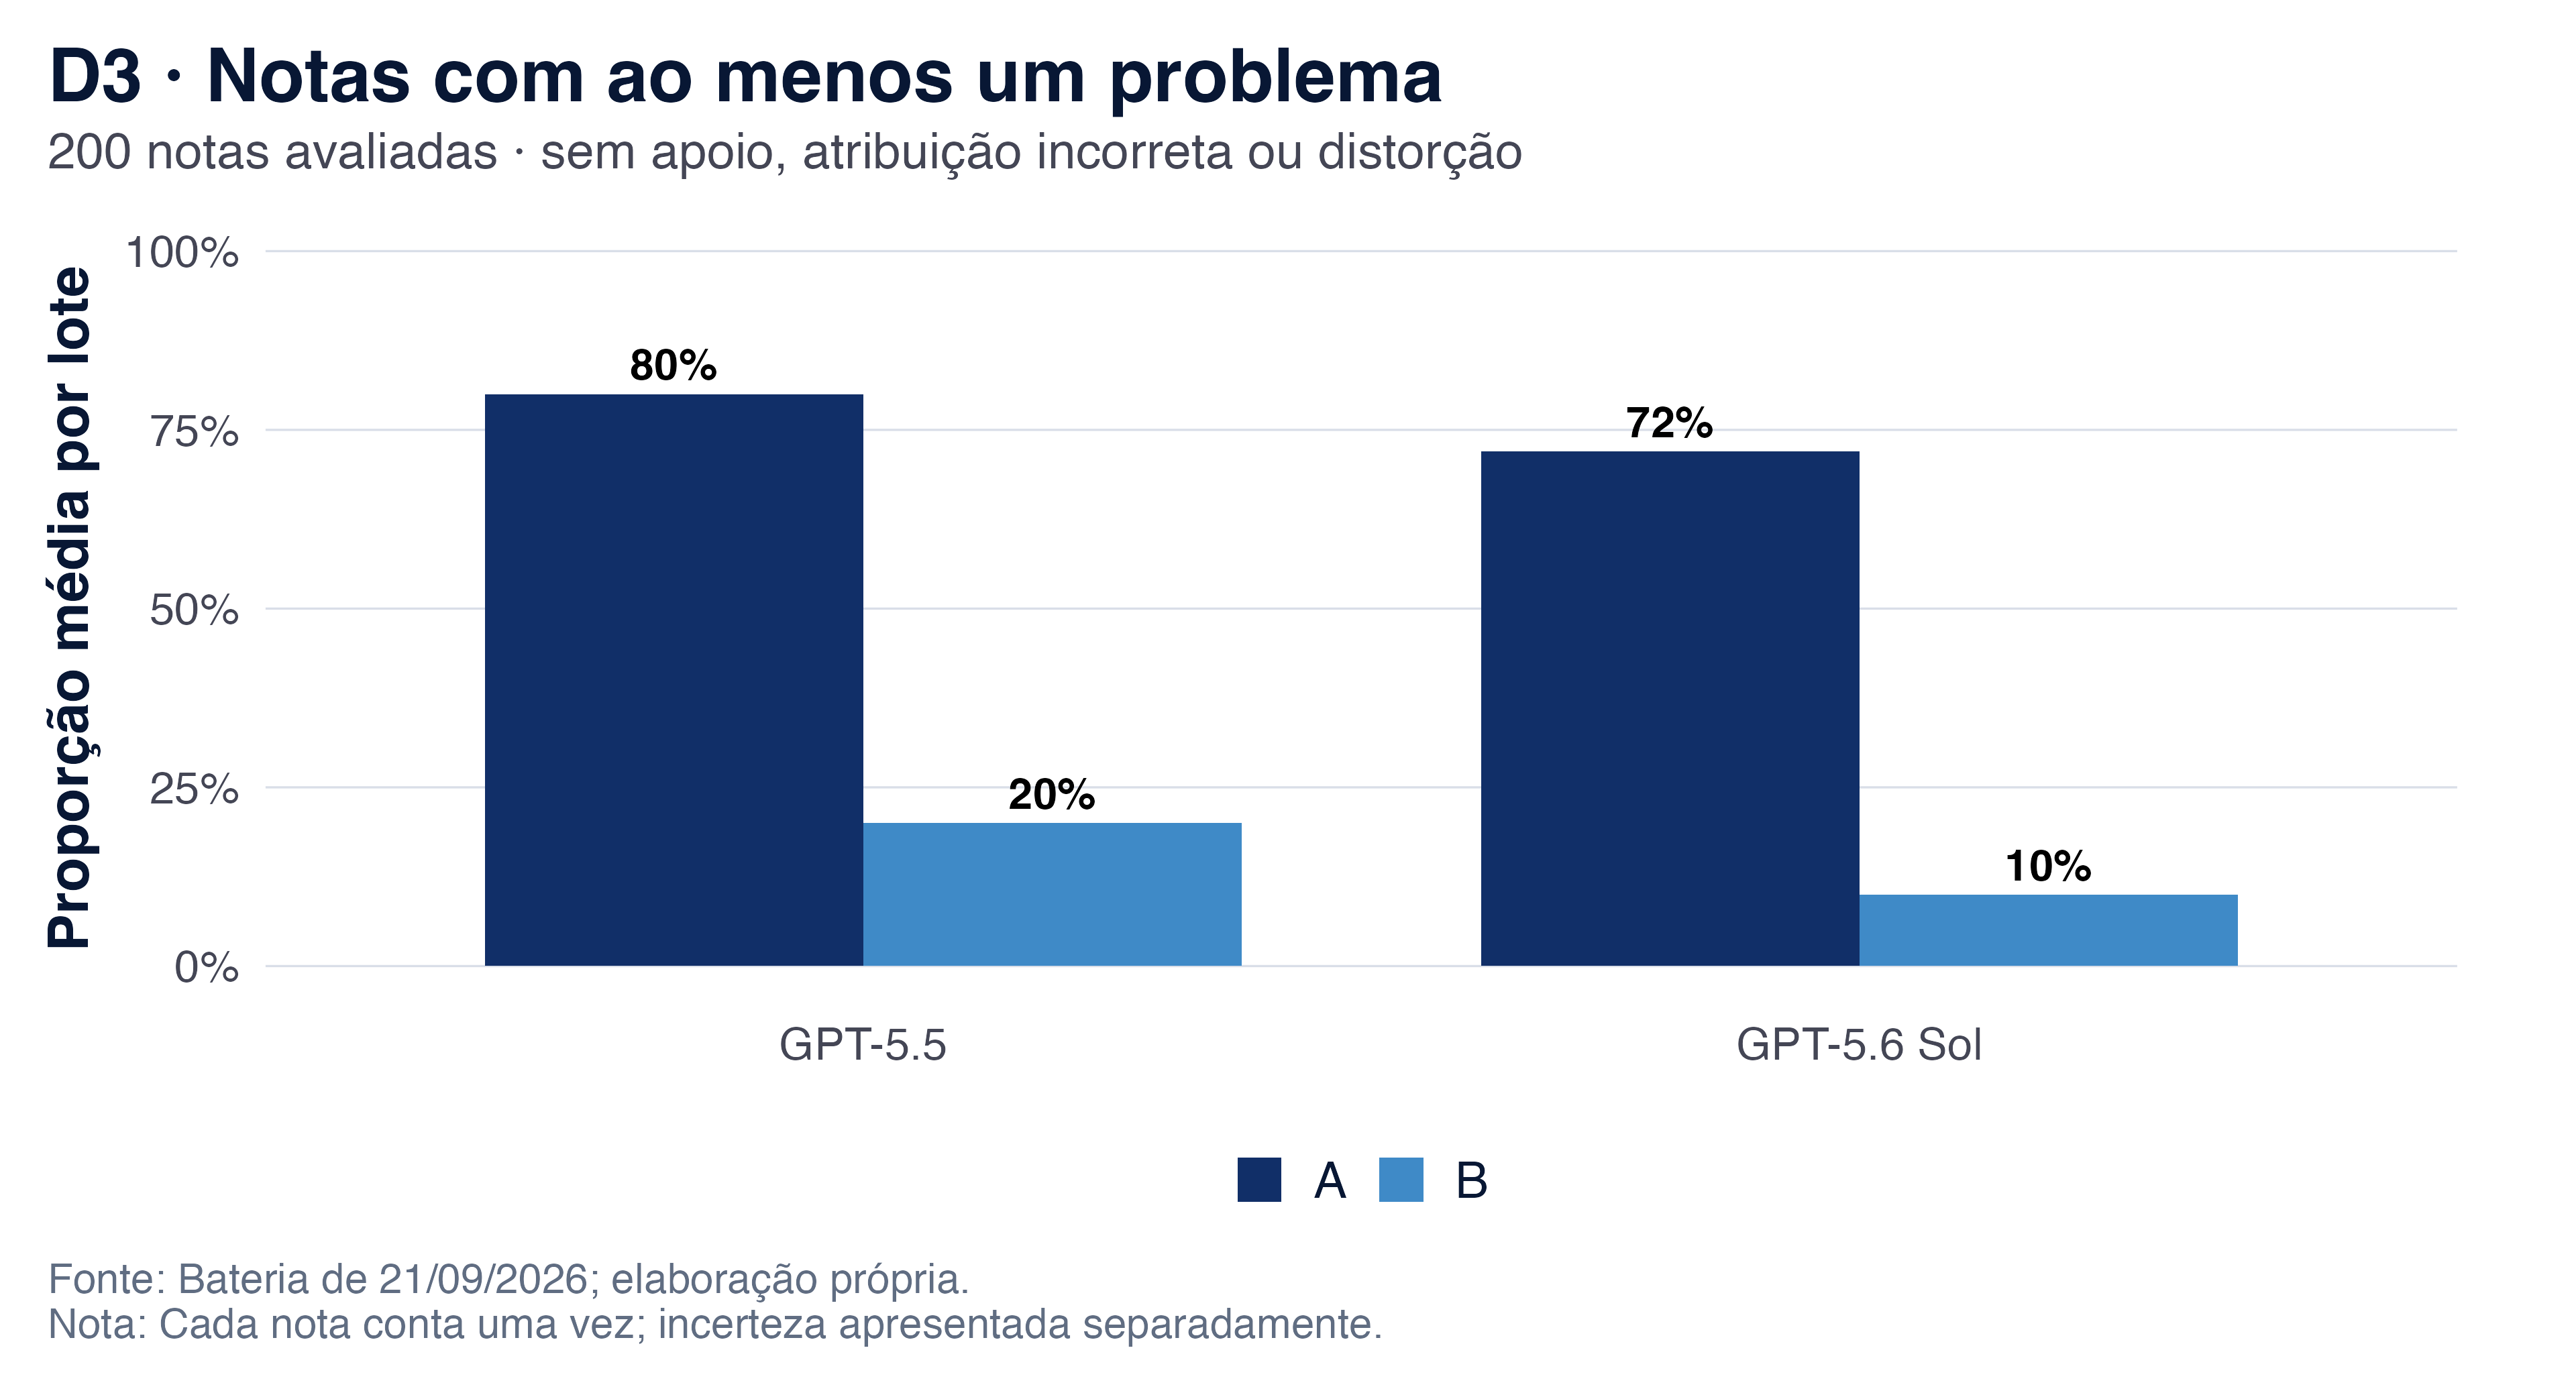 D3 · Notas com ao menos um problema
200 notas avaliadas · sem apoio, atribuição incorreta ou distorção
Proporção média por lote
100%
75%
50%
25%
0%
80%
20%
72%
10%
GPT-5.5
GPT-5.6 Sol
A
B
Fonte: Bateria de 21/09/2026; elaboração própria.
Nota: Cada nota conta uma vez; incerteza apresentada separadamente.